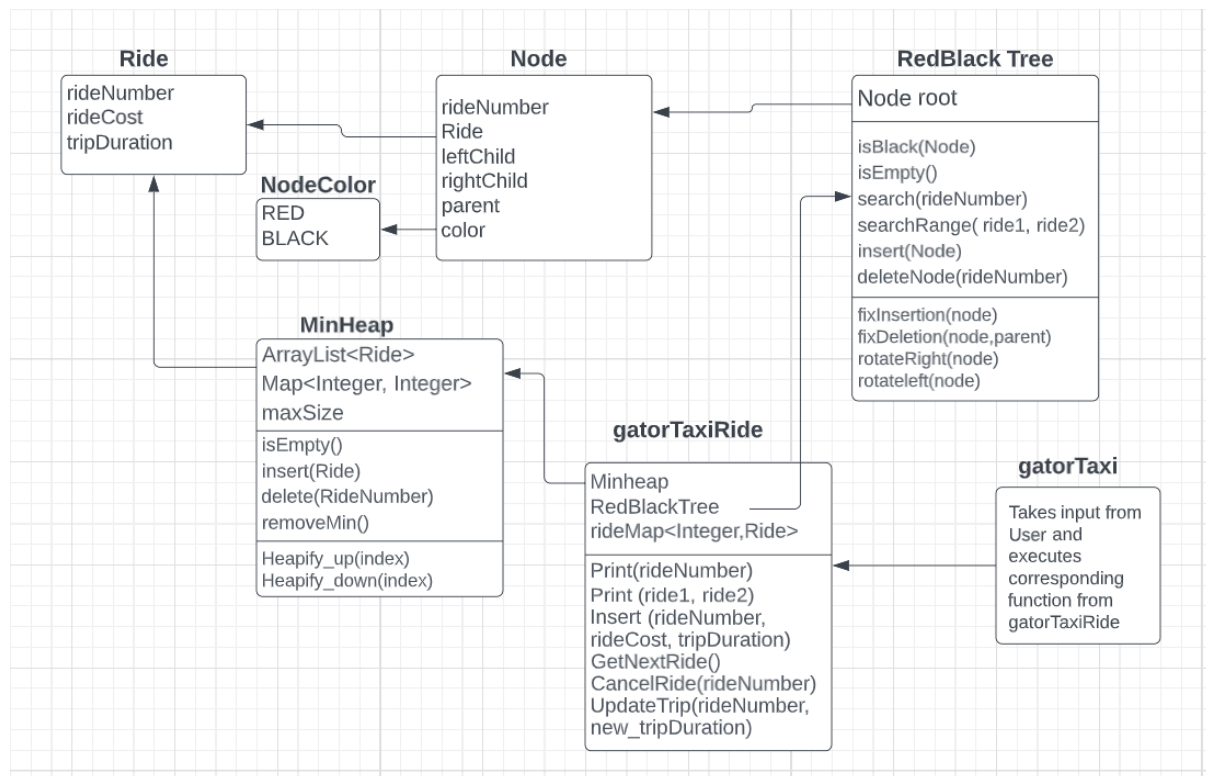 Ride
rideNumber
rideCost
tripDuration
Node
rideNumber
Ride
leftChild
rightChild
parent
color
RedBlack Tree
Node root
isBlack(Node)
isEmpty()
search(rideNumber)
searchRange( ride1, ride2)
insert(Node)
deleteNode(rideNumber)
fixInsertion(node)
fixDeletion(node,parent)
rotateRight(node)
rotateleft(node)
NodeColor
RED
BLACK
MinHeap
ArrayList<Ride>
Map<Integer, Integer>
maxSize
isEmpty()
insert(Ride)
delete(RideNumber)
removeMin()
Heapify_up(index)
Heapify_down(index)
gatorTaxiRide
Minheap
RedBlackTree
rideMap<Integer,Ride>
Print(rideNumber)
Print (ride1, ride2)
Insert (rideNumber,
rideCost, tripDuration)
GetNextRide()
CancelRide(rideNumber)
UpdateTrip(rideNumber,
new_tripDuration)
gatorTaxi
Takes input from
User and
executes
corresponding
function from
gatorTaxiRide